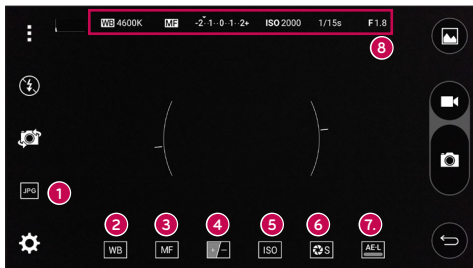 WB 4600K MF -2··1··0··1··2+ ISO 2000 1/15s F1.8
8
JPG 1
2 3 4 5 6 7.
WB MF +/- ISO S AE-L